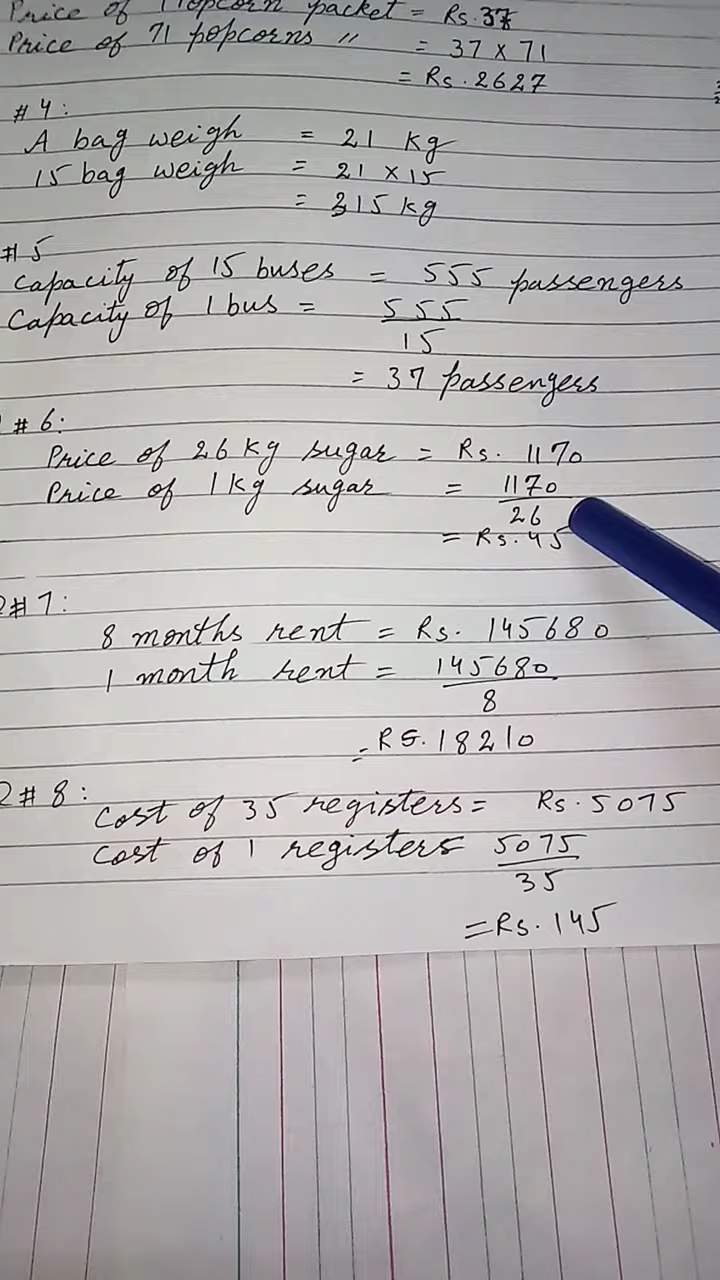 Price of 1 Popcorn packet = Rs. 37
Price of 71 popcorns " = 37 x 71
= Rs. 2627
# 4:
A bag weigh = 21 kg
15 bag weigh = 21 x 15
= 315 kg
# 5
Capacity of 15 buses = 555 passengers
Capacity of 1 bus = 555
15
= 37 passengers
# 6:
Price of 26 kg sugar = Rs. 1170
Price of 1 kg sugar = 1170
26
= Rs. 45
Q# 7:
8 months rent = Rs. 145680
1 month rent = 145680
8
= RS. 18210
Q# 8:
Cost of 35 registers = Rs. 5075
Cost of 1 registers 5075
35
= Rs. 145